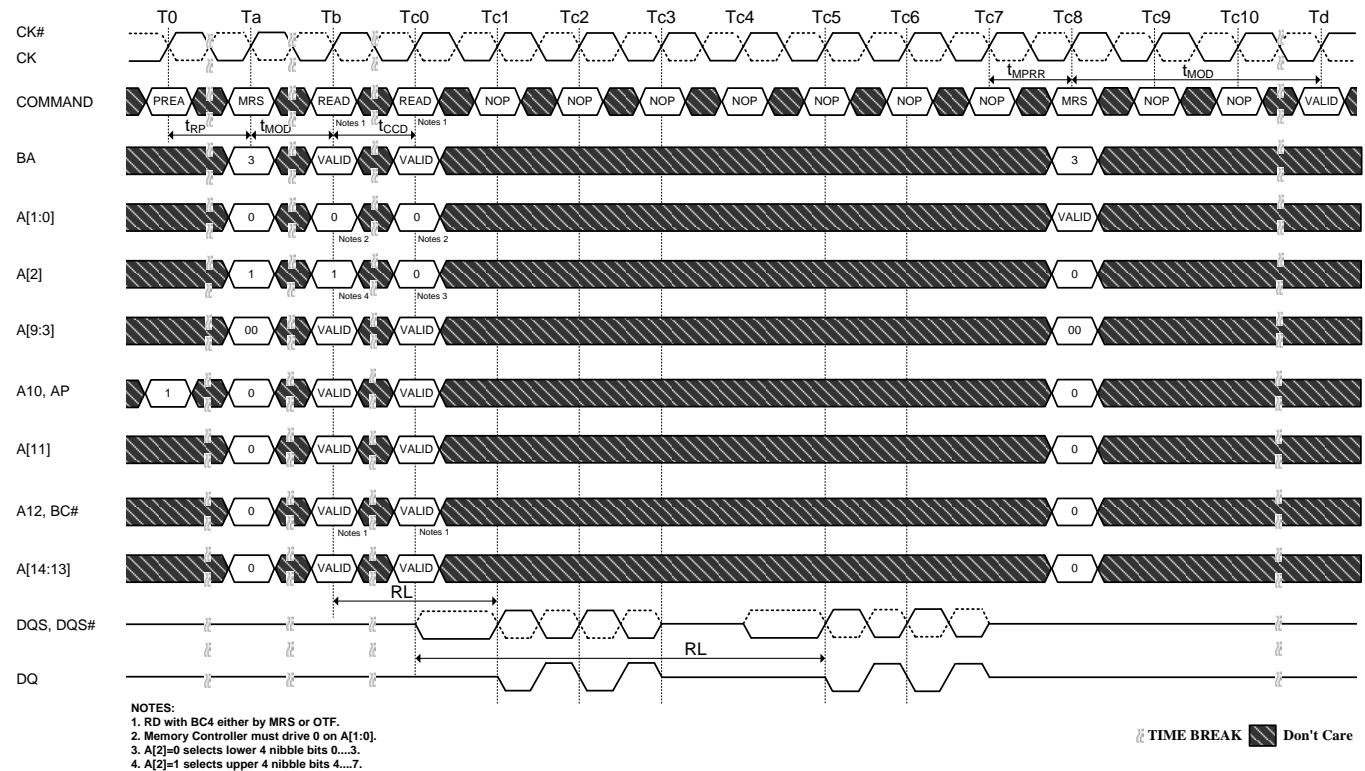 T0 Ta Tb Tc0 Tc1 Tc2 Tc3 Tc4 Tc5 Tc6 Tc7 Tc8 Tc9 Tc10 Td
CK#
CK
tMPRR tMOD
COMMAND PREA MRS READ READ NOP NOP NOP NOP NOP NOP NOP MRS NOP NOP VALID
Notes 1 Notes 1
tRP tMOD tCCD
BA 3 VALID VALID 3
A[1:0] 0 0 0 VALID
Notes 2 Notes 2
A[2] 1 1 0 0
Notes 4 Notes 3
A[9:3] 00 VALID VALID 00
A10, AP 1 0 VALID VALID 0
A[11] 0 VALID VALID 0
A12, BC# 0 VALID VALID 0
Notes 1 Notes 1
A[14:13] 0 VALID VALID 0
RL
DQS, DQS#
RL
DQ
NOTES:
1. RD with BC4 either by MRS or OTF.
2. Memory Controller must drive 0 on A[1:0].
3. A[2]=0 selects lower 4 nibble bits 0....3.
4. A[2]=1 selects upper 4 nibble bits 4....7.
TIME BREAK Don't Care